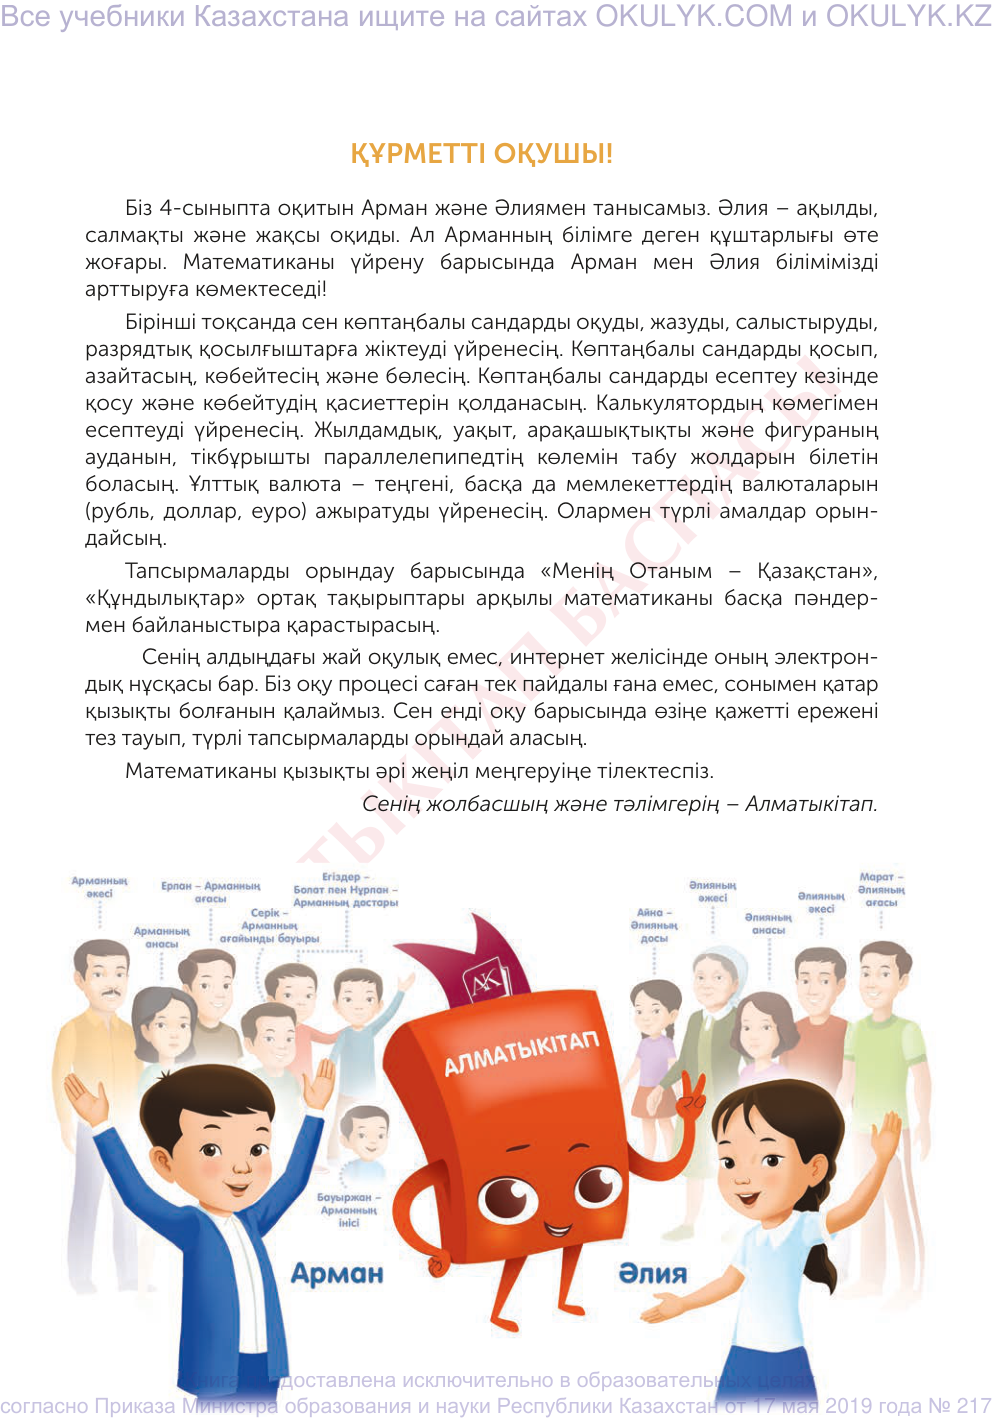 Все учебники Казахстана ищите на сайтах OKULYK.COM и OKULYK.KZ
ҚҰРМЕТТІ ОҚУШЫ!
Біз 4-сыныпта оқитын Арман және Әлиямен танысамыз. Әлия – ақылды,
салмақты және жақсы оқиды. Ал Арманның білімге деген құштарлығы өте
жоғары. Математиканы үйрену барысында Арман мен Әлия білімімізді
арттыруға көмектеседі!
Бірінші тоқсанда сен көптаңбалы сандарды оқуды, жазуды, салыстыруды,
разрядтық қосылғыштарға жіктеуді үйренесің. Көптаңбалы сандарды қосып,
азайтасың, көбейтесің және бөлесің. Көптаңбалы сандарды есептеу кезінде
қосу және көбейтудің қасиеттерін қолданасың. Калькулятордың көмегімен
есептеуді үйренесің. Жылдамдық, уақыт, арақашықтықты және фигураның
ауданын, тікбұрышты параллелепипедтің көлемін табу жолдарын білетін
боласың. Ұлттық валюта – теңгені, басқа да мемлекеттердің валюталарын
(рубль, доллар, еуро) ажыратуды үйренесің. Олармен түрлі амалдар орын-
дайсың.
Тапсырмаларды орындау барысында «Менің Отаным – Қазақстан»,
«Құндылықтар» ортақ тақырыптары арқылы математиканы басқа пәндер-
мен байланыстыра қарастырасың.
Сенің алдыңдағы жай оқулық емес, интернет желісінде оның электрон-
дық нұсқасы бар. Біз оқу процесі саған тек пайдалы ғана емес, сонымен қатар
қызықты болғанын қалаймыз. Сен енді оқу барысында өзіңе қажетті ережені
тез тауып, түрлі тапсырмаларды орындай аласың.
Математиканы қызықты әрі жеңіл меңгеруіңе тілектеспіз.
Сенің жолбасшың және тәлімгерің – Алматыкітап.
ТЫКІТАП БАСПАСЫ
Арманның
әкесі
Арманның
анасы
Ерлан – Арманның
ағасы
Серік –
Арманның
ағайынды бауыры
Егіздер –
Болат пен Нұрлан –
Арманның достары
Айна –
Әлияның
досы
Әлияның
әжесі
Әлияның
анасы
Әлияның
әкесі
Марат –
Әлияның
ағасы
АК
АЛМАТЫКІТАП
Бауыржан –
Арманның
інісі
Арман
Әлия
доставлена исключительно в образовательных целях
согласно Приказа Министра образования и науки Республики Казахстан от 17 мая 2019 года № 217